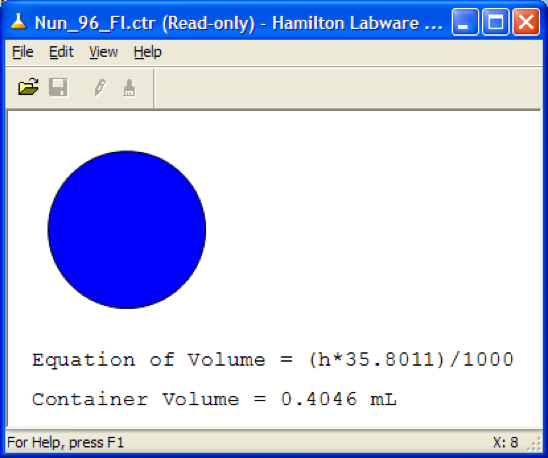 Nun_96_Fl.ctr (Read-only) - Hamilton Labware ...
File Edit View Help
Equation of Volume = (h*35.8011)/1000
Container Volume = 0.4046 mL
For Help, press F1 X: 8